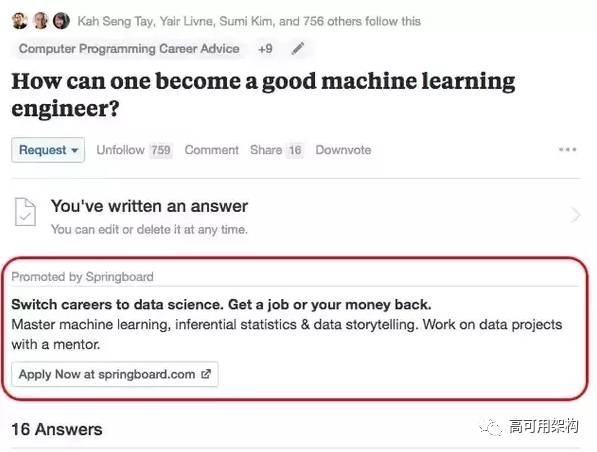 Kah Seng Tay, Yair Livne, Sumi Kim, and 756 others follow this
Computer Programming Career Advice +9
How can one become a good machine learning
engineer?
Request Unfollow 759 Comment Share 16 Downvote
You've written an answer
You can edit or delete it at any time.
Promoted by Springboard
Switch careers to data science. Get a job or your money back.
Master machine learning, inferential statistics & data storytelling. Work on data projects
with a mentor.
Apply Now at springboard.com
16 Answers
高可用架构